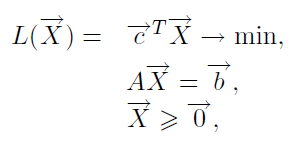 L(X⃗) = c⃗ᵀX⃗ → min,
AX⃗ = b⃗,
X⃗ ⩾ 0⃗,